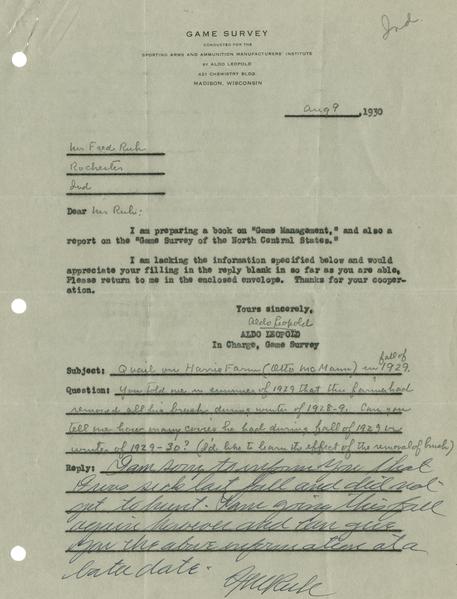 Ind.
GAME SURVEY
CONDUCTED FOR THE
SPORTING ARMS AND AMMUNITION MANUFACTURERS' INSTITUTE
BY ALDO LEOPOLD
421 CHEMISTRY BLDG.
MADISON, WISCONSIN
Aug 9, 1930
Mr Fred Ruh
Rochester
Ind
Dear Mr Ruh:
I am preparing a book on "Game Management," and also a
report on the "Game Survey of the North Central States."
I am lacking the information specified below and would
appreciate your filling in the reply blank in so far as you are able.
Please return to me in the enclosed envelope. Thanks for your cooper-
ation.
Yours sincerely,
Aldo Leopold
ALDO LEOPOLD
In Charge, Game Survey
Subject: Quail on Harris Farm (Otto McMann) in fall of 1929.
Question: You told me in summer of 1929 that this farm had
removed all his brush during winter of 1928-9. Can you
tell me how many covies he had during fall of 1929 or
winter of 1929-30? (I'd like to learn the effect of the removal of brush)
Reply: I am sorry to inform you that
I was sick last fall and did not
get to hunt. I am going this fall
again however and can give
you the above information at a
later date.
Ruh